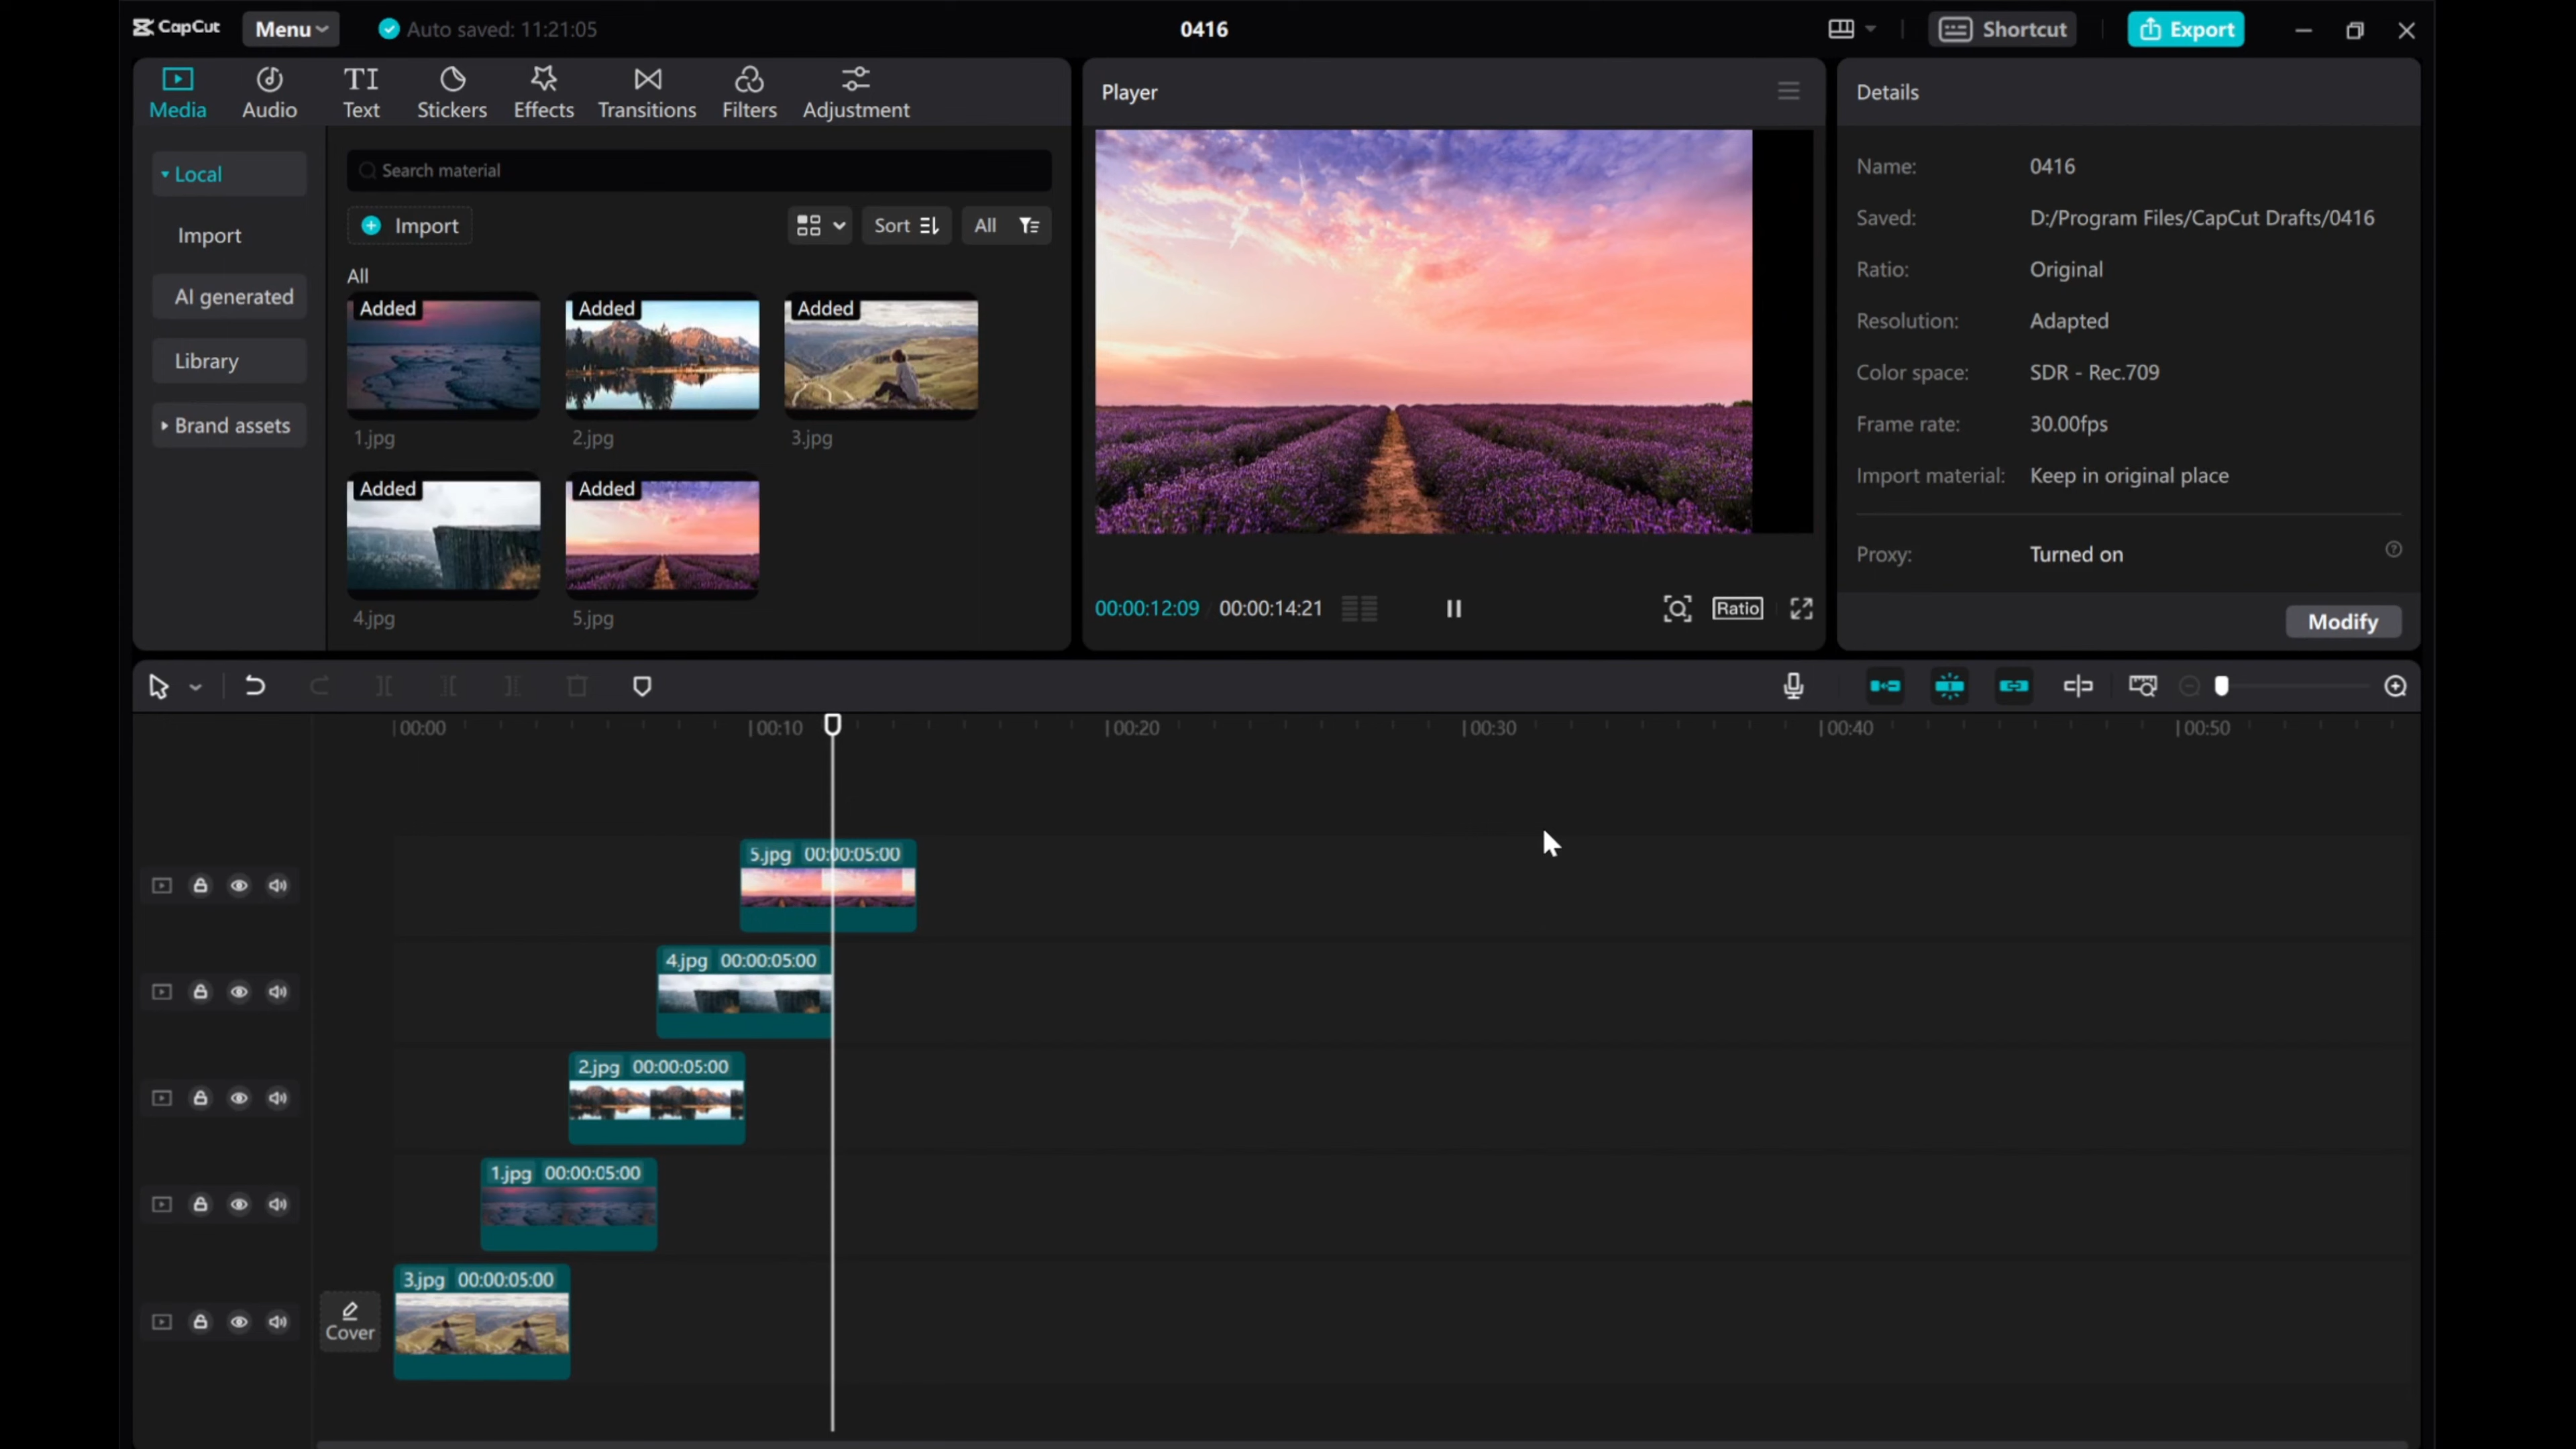 CapCut Menu Auto saved: 11:21:05 0416 Shortcut Export
Media Audio Text Stickers Effects Transitions Filters Adjustment
Local
Import
AI generated
Library
Brand assets
Search material
Import Sort All
All
Added Added Added
1.jpg 2.jpg 3.jpg
Added Added
4.jpg 5.jpg
Player
00:00:12:09 / 00:00:14:21 Ratio
Details
Name: 0416
Saved: D:/Program Files/CapCut Drafts/0416
Ratio: Original
Resolution: Adapted
Color space: SDR - Rec.709
Frame rate: 30.00fps
Import material: Keep in original place
Proxy: Turned on
Modify
00:00 00:10 00:20 00:30 00:40 00:50
5.jpg 00:00:05:00
4.jpg 00:00:05:00
2.jpg 00:00:05:00
1.jpg 00:00:05:00
3.jpg 00:00:05:00
Cover